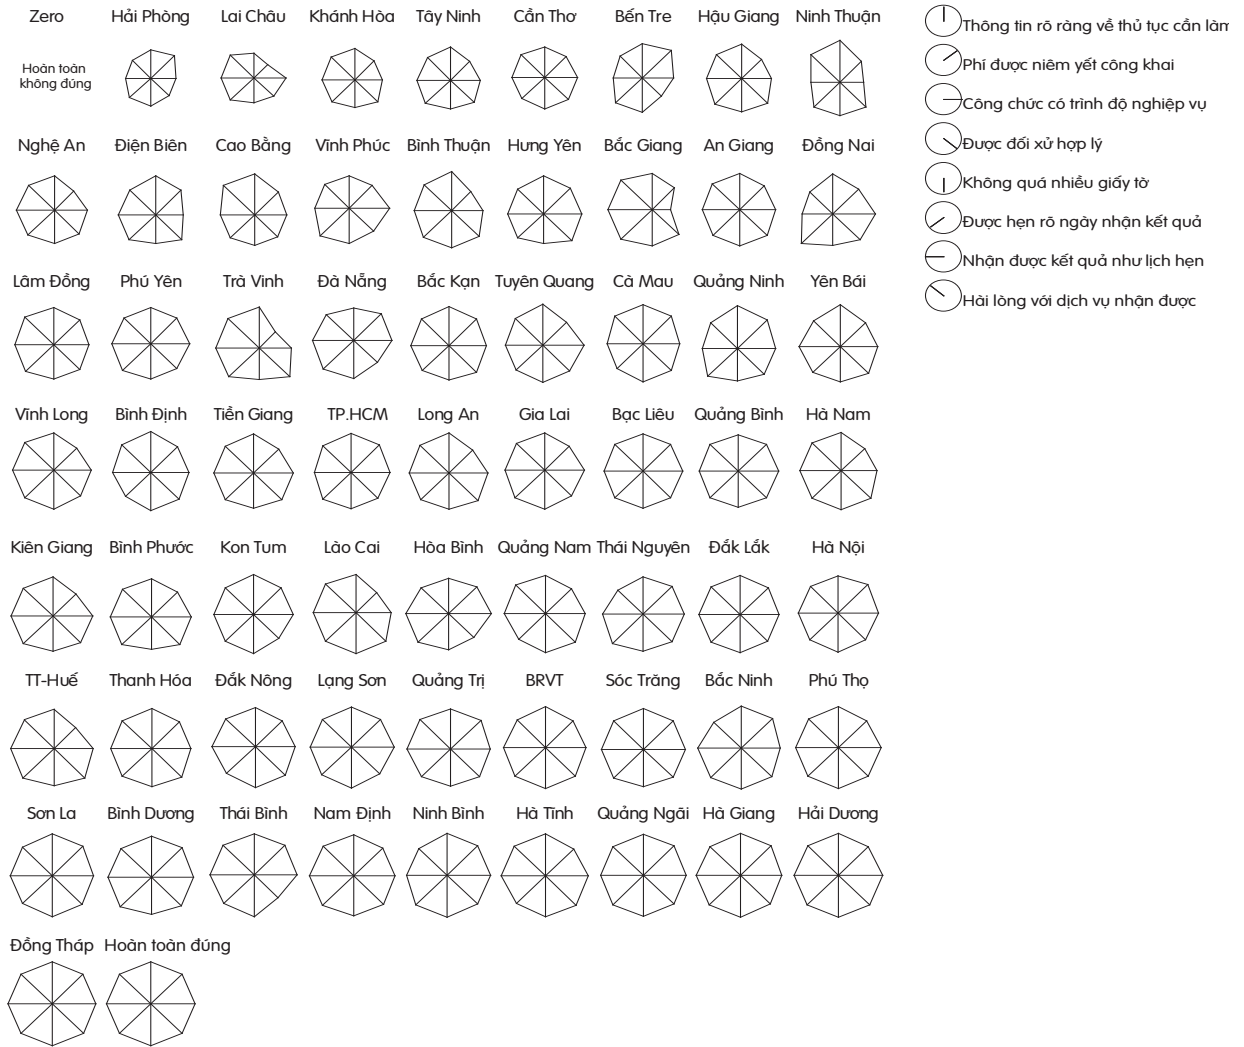 Zero Hải Phòng Lai Châu Khánh Hòa Tây Ninh Cần Thơ Bến Tre Hậu Giang Ninh Thuận
Hoàn toàn
không đúng
Nghệ An Điện Biên Cao Bằng Vĩnh Phúc Bình Thuận Hưng Yên Bắc Giang An Giang Đồng Nai
Lâm Đồng Phú Yên Trà Vinh Đà Nẵng Bắc Kạn Tuyên Quang Cà Mau Quảng Ninh Yên Bái
Vĩnh Long Bình Định Tiền Giang TP.HCM Long An Gia Lai Bạc Liêu Quảng Bình Hà Nam
Kiên Giang Bình Phước Kon Tum Lào Cai Hòa Bình Quảng Nam Thái Nguyên Đắk Lắk Hà Nội
TT-Huế Thanh Hóa Đắk Nông Lạng Sơn Quảng Trị BRVT Sóc Trăng Bắc Ninh Phú Thọ
Sơn La Bình Dương Thái Bình Nam Định Ninh Bình Hà Tĩnh Quảng Ngãi Hà Giang Hải Dương
Đồng Tháp Hoàn toàn đúng
Thông tin rõ ràng về thủ tục cần làm
Phí được niêm yết công khai
Công chức có trình độ nghiệp vụ
Được đối xử hợp lý
Không quá nhiều giấy tờ
Được hẹn rõ ngày nhận kết quả
Nhận được kết quả như lịch hẹn
Hài lòng với dịch vụ nhận được